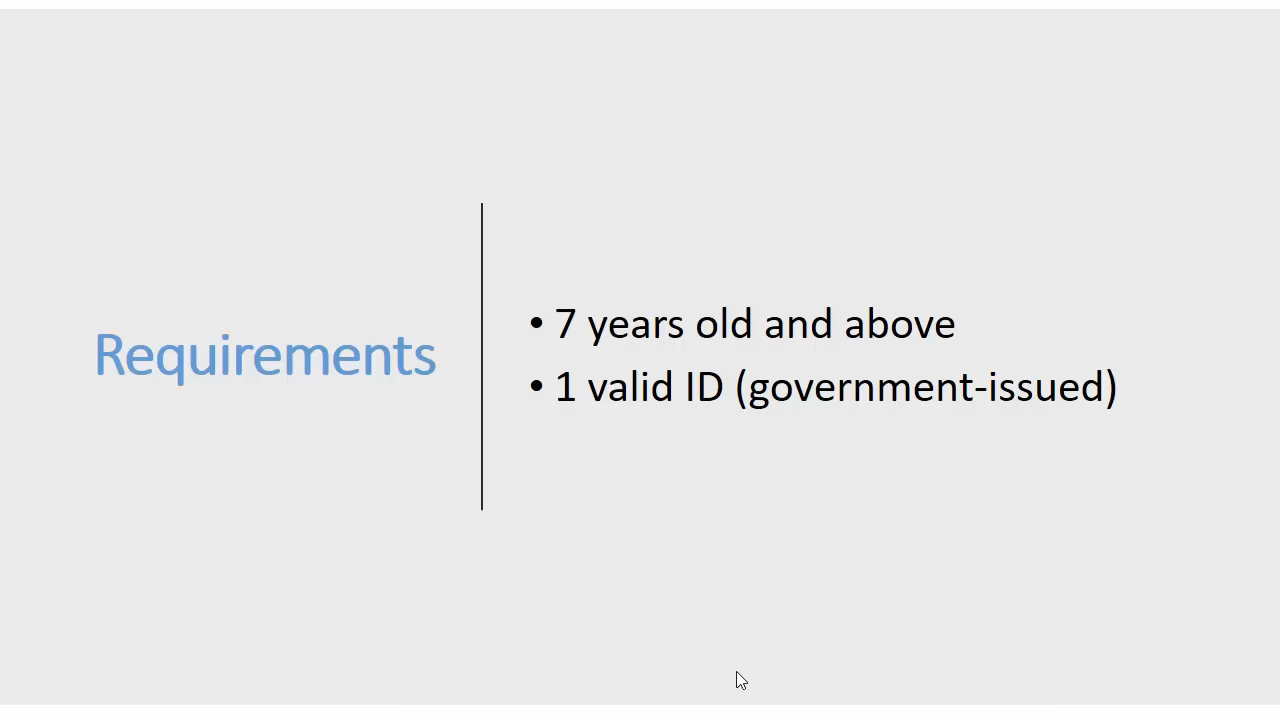 Requirements
• 7 years old and above
• 1 valid ID (government-issued)